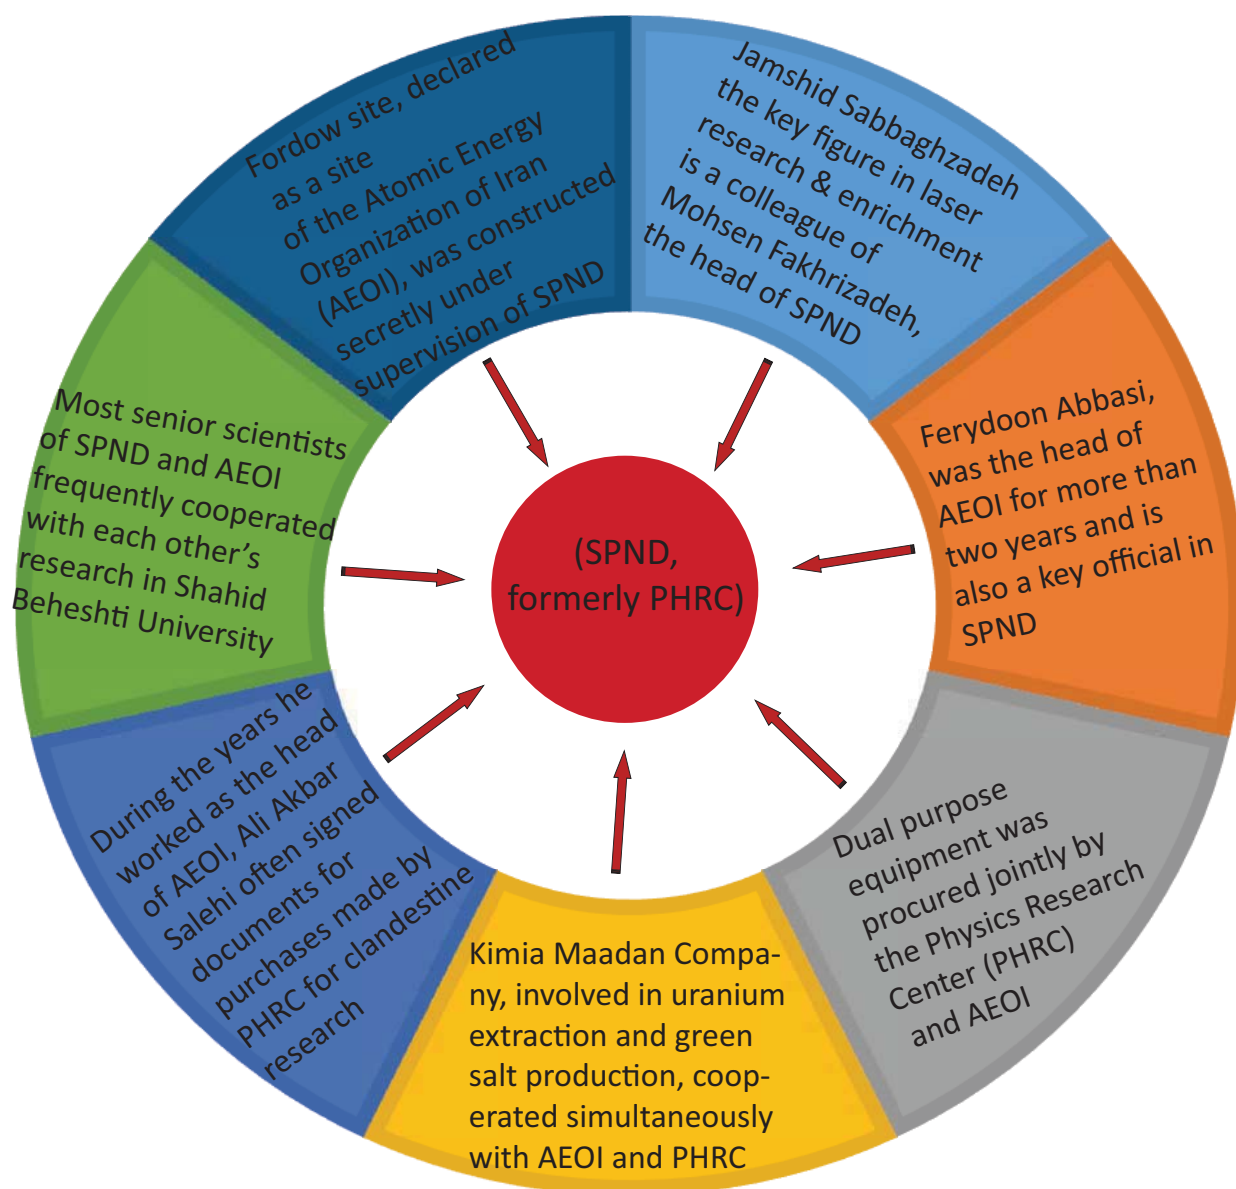 Fordow site, declared
as a site
of the Atomic Energy
Organization of Iran
(AEOI), was constructed
secretly under
supervision of SPND
Jamshid Sabbaghzadeh
the key figure in laser
research & enrichment
is a colleague of
Mohsen Fakhrizadeh,
the head of SPND
Ferydoon Abbasi,
was the head of
AEOI for more than
two years and is
also a key official in
SPND
Dual purpose
equipment was
procured jointly by
the Physics Research
Center (PHRC)
and AEOI
Kimia Maadan Compa-
ny, involved in uranium
extraction and green
salt production, coop-
erated simultaneously
with AEOI and PHRC
During the years he
worked as the head
of AEOI, Ali Akbar
Salehi often signed
documents for
purchases made by
PHRC for clandestine
research
Most senior scientists
of SPND and AEOI
frequently cooperated
with each other’s
research in Shahid
Beheshti University
(SPND,
formerly PHRC)